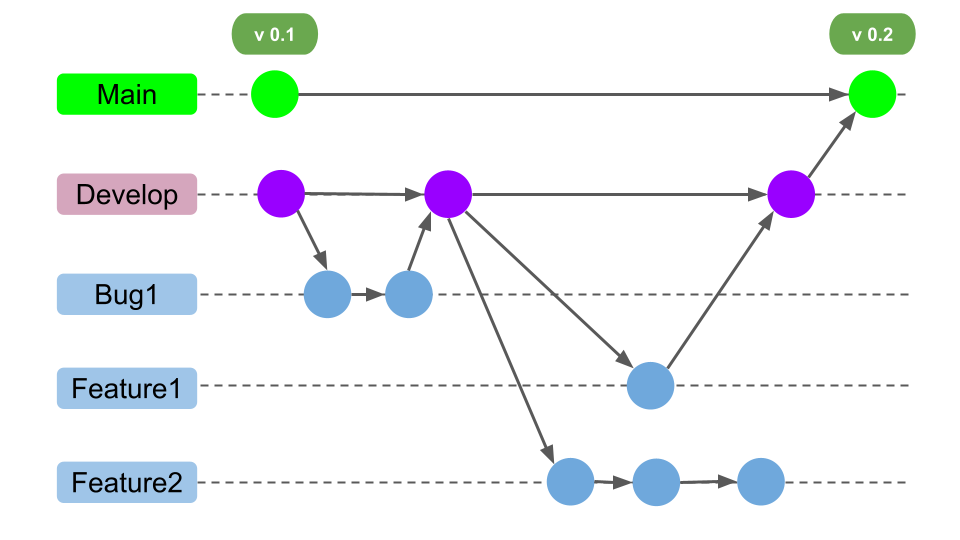 v 0.1
v 0.2
Main
Develop
Bug1
Feature1
Feature2